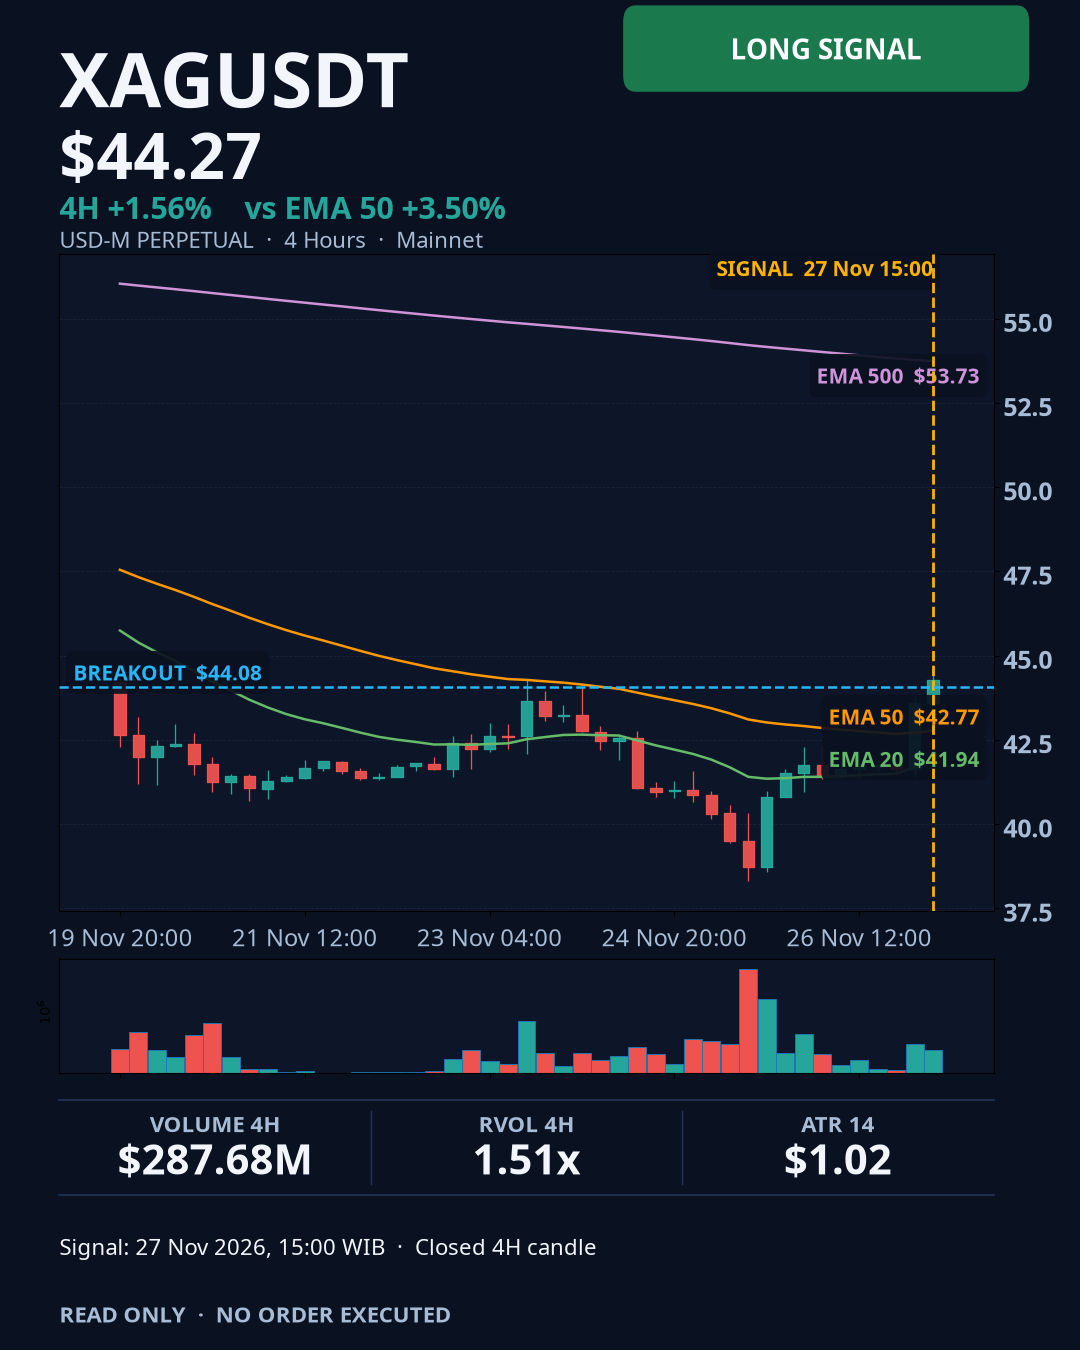 LONG SIGNAL
XAGUSDT
$44.27
4H +1.56% vs EMA 50 +3.50%
USD-M PERPETUAL · 4 Hours · Mainnet
SIGNAL 27 Nov 15:00
55.0
EMA 500 $53.73
52.5
50.0
47.5
45.0
BREAKOUT $44.08
EMA 50 $42.77
42.5
EMA 20 $41.94
40.0
37.5
19 Nov 20:00 21 Nov 12:00 23 Nov 04:00 24 Nov 20:00 26 Nov 12:00
10⁶
VOLUME 4H RVOL 4H ATR 14
$287.68M 1.51x $1.02
Signal: 27 Nov 2026, 15:00 WIB · Closed 4H candle
READ ONLY · NO ORDER EXECUTED